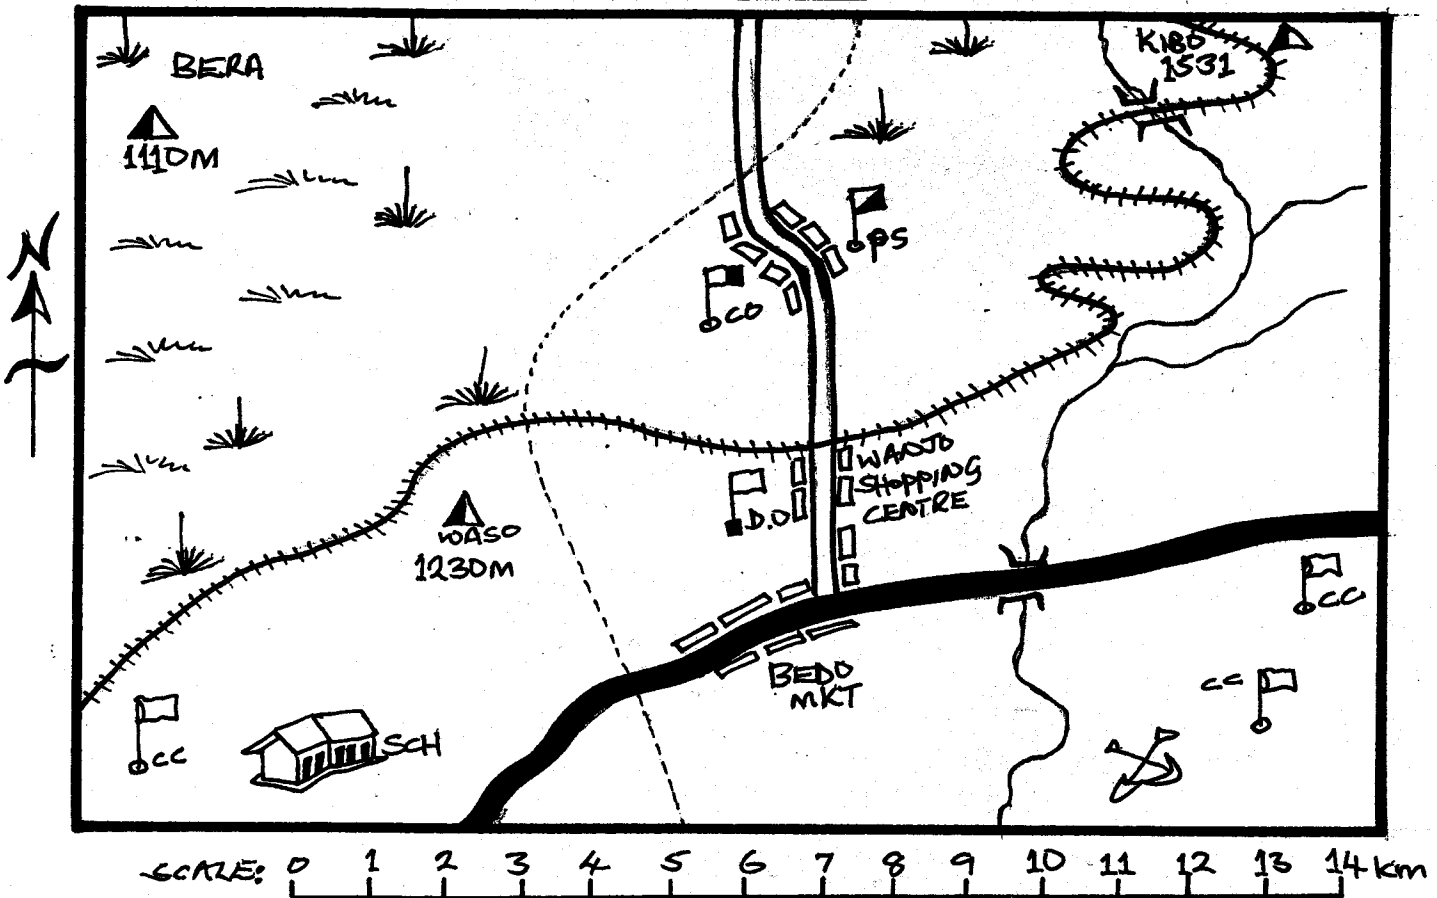 BERA
KIBO
1531
1110M
N
PS
CO
WANJO
SHOPPING
CENTRE
D.O
WASO
1230M
CC
BEDO
MKT
CC
CC
SCH
SCALE: 0 1 2 3 4 5 6 7 8 9 10 11 12 13 14 km